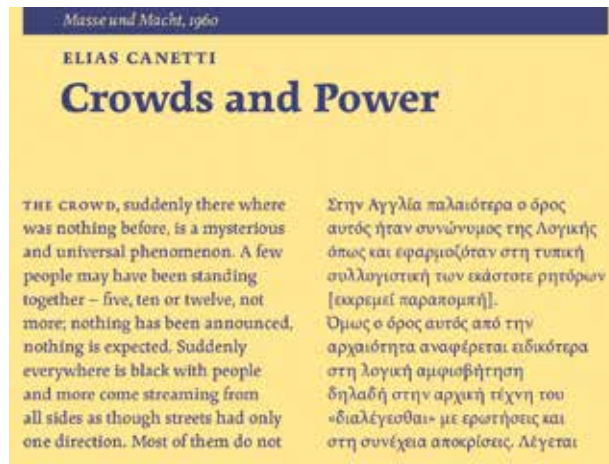 Masse und Macht, 1960
ELIAS CANETTI
Crowds and Power
THE CROWD, suddenly there where
was nothing before, is a mysterious
and universal phenomenon. A few
people may have been standing
together – five, ten or twelve, not
more; nothing has been announced,
nothing is expected. Suddenly
everywhere is black with people
and more come streaming from
all sides as though streets had only
one direction. Most of them do not
Στην Αγγλία παλαιότερα ο όρος
αυτός ήταν συνώνυμος της Λογικής
όπως και εφαρμοζόταν στη τυπική
συλλογιστική των εκάστοτε ρητόρων
[εκκρεμεί παραπομπή].
Όμως ο όρος αυτός από την
αρχαιότητα αναφέρεται ειδικότερα
στη λογική αμφισβήτηση
δηλαδή στην αρχική τέχνη του
«διαλέγεσθαι» με ερωτήσεις και
στη συνέχεια αποκρίσεις. Λέγεται